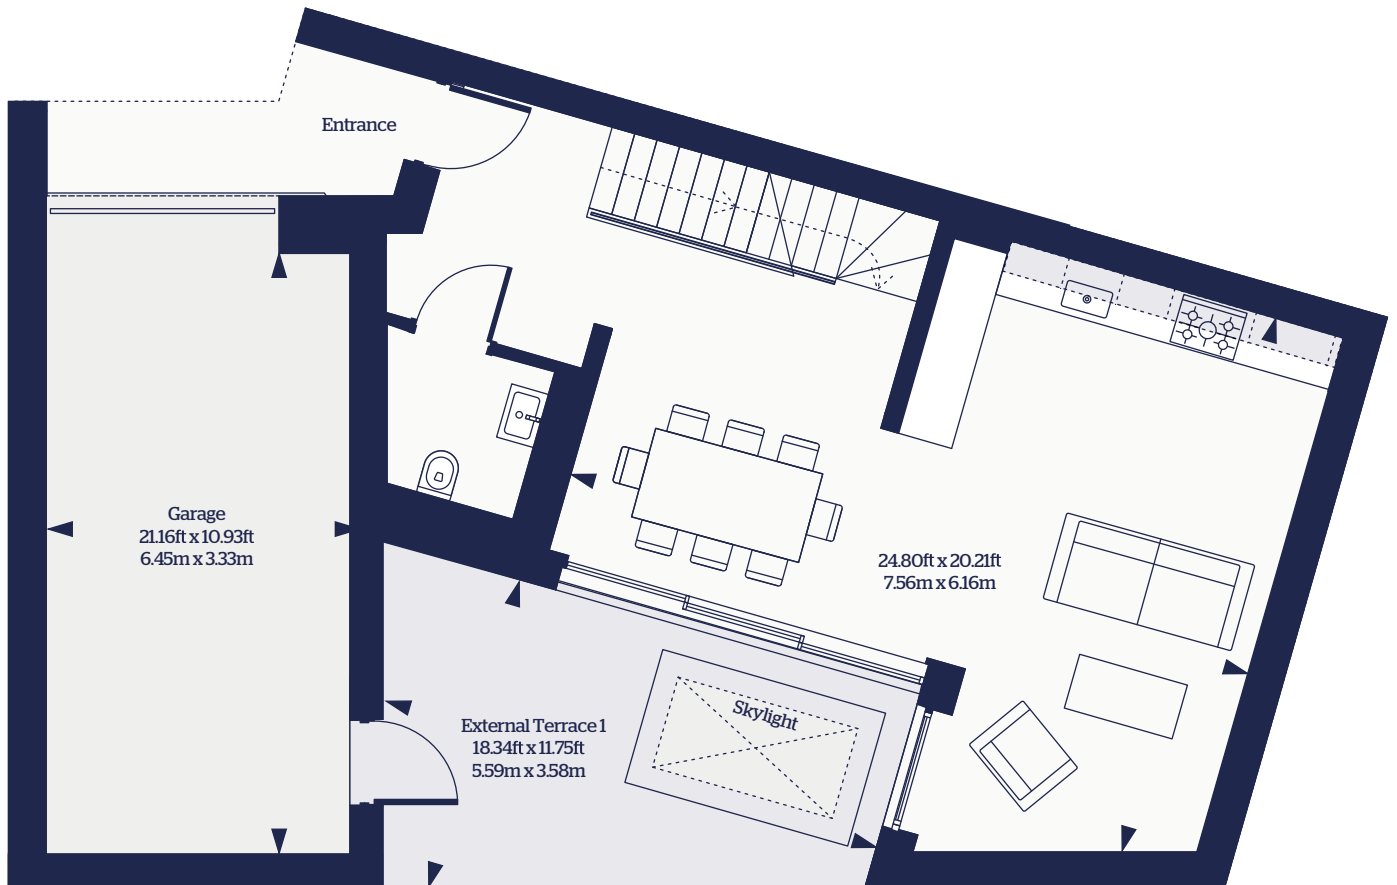 Entrance
Garage
21.16ft x 10.93ft
6.45m x 3.33m
24.80ft x 20.21ft
7.56m x 6.16m
Skylight
External Terrace 1
18.34ft x 11.75ft
5.59m x 3.58m